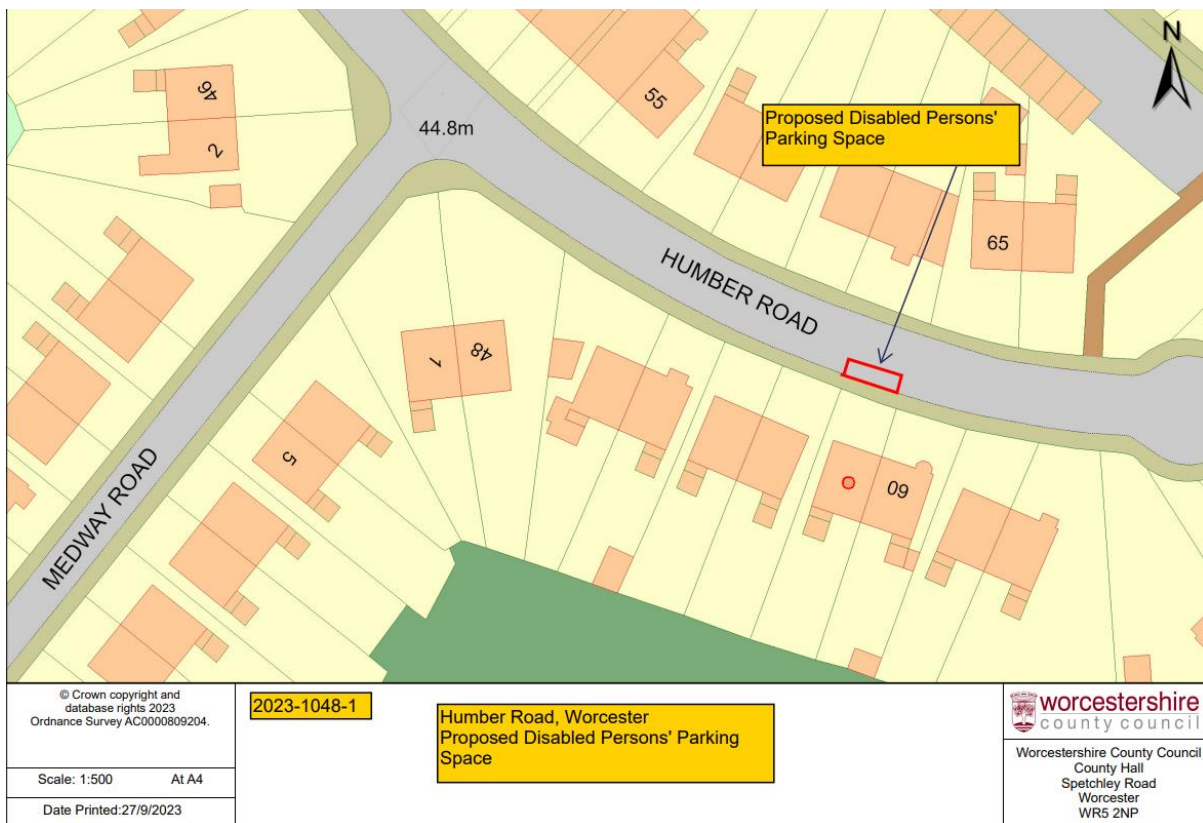 N
46
2
44.8m
55
Proposed Disabled Persons'
Parking Space
65
HUMBER ROAD
1
48
5
60
MEDWAY ROAD
© Crown copyright and
database rights 2023
Ordnance Survey AC0000809204.
Scale: 1:500 At A4
Date Printed:27/9/2023
2023-1048-1
Humber Road, Worcester
Proposed Disabled Persons' Parking
Space
worcestershire
county council
Worcestershire County Council
County Hall
Spetchley Road
Worcester
WR5 2NP